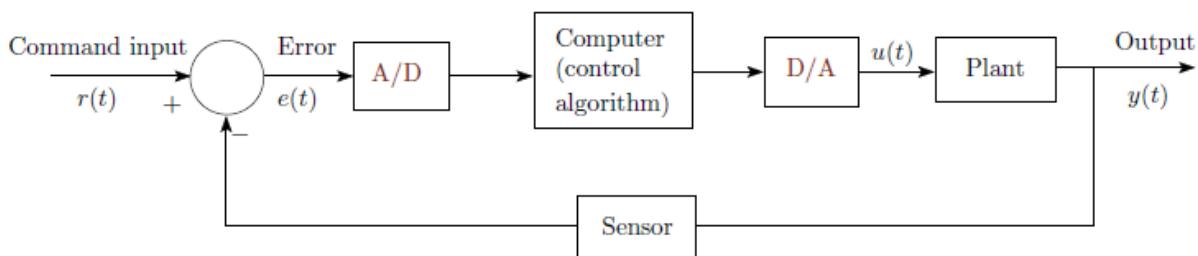 Command input
r(t)
+
−
Error
e(t)
A/D
Computer
(control
algorithm)
D/A
u(t)
Plant
Output
y(t)
Sensor